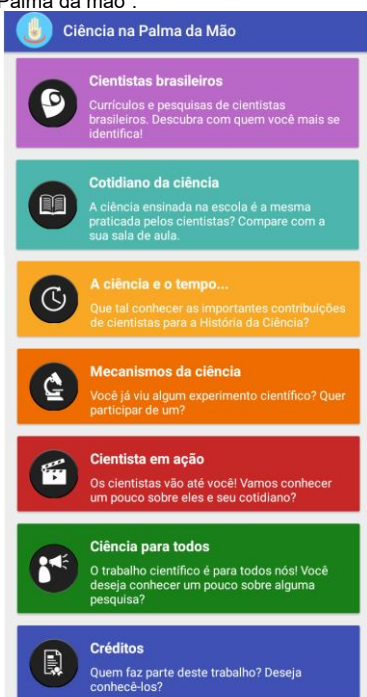 Palma da mão".
Ciência na Palma da Mão
Cientistas brasileiros
Currículos e pesquisas de cientistas
brasileiros. Descubra com quem você mais se
identifica!
Cotidiano da ciência
A ciência ensinada na escola é a mesma
praticada pelos cientistas? Compare com a
sua sala de aula.
A ciência e o tempo...
Que tal conhecer as importantes contribuições
de cientistas para a História da Ciência?
Mecanismos da ciência
Você já viu algum experimento científico? Quer
participar de um?
Cientista em ação
Os cientistas vão até você! Vamos conhecer
um pouco sobre eles e seu cotidiano?
Ciência para todos
O trabalho científico é para todos nós! Você
deseja conhecer um pouco sobre alguma
pesquisa?
Créditos
Quem faz parte deste trabalho? Deseja
conhecê-los?